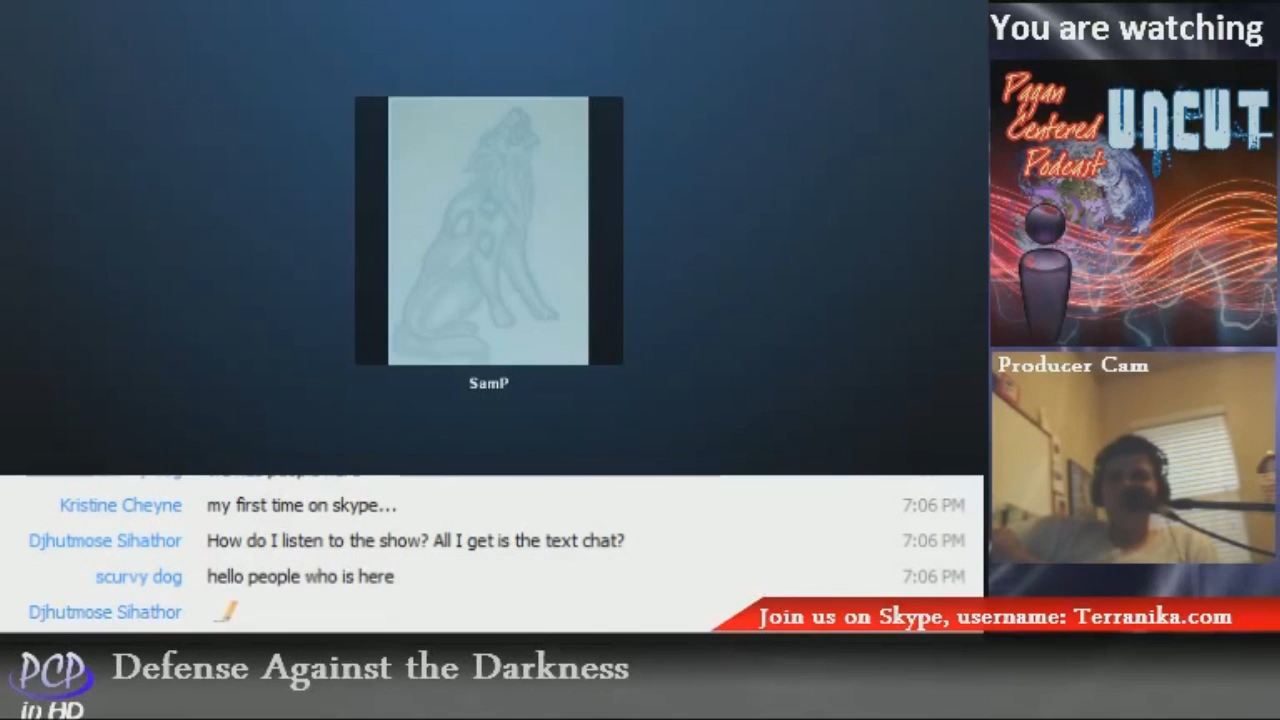 You are watching
Pagan
Centered
Podcast
UNCUT
Producer Cam
SamP
Kristine Cheyne my first time on skype... 7:06 PM
Djhutmose Sihathor How do I listen to the show? All I get is the text chat? 7:06 PM
scurvy dog hello people who is here 7:06 PM
Djhutmose Sihathor
Join us on Skype, username: Terranika.com
PCP
in HD
Defense Against the Darkness